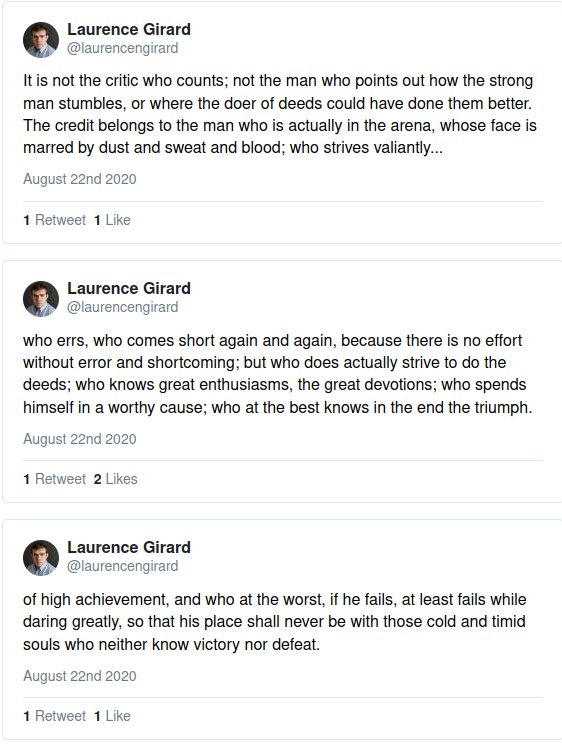 Laurence Girard
@laurencengirard
It is not the critic who counts; not the man who points out how the strong
man stumbles, or where the doer of deeds could have done them better.
The credit belongs to the man who is actually in the arena, whose face is
marred by dust and sweat and blood; who strives valiantly...
August 22nd 2020
1 Retweet 1 Like
Laurence Girard
@laurencengirard
who errs, who comes short again and again, because there is no effort
without error and shortcoming; but who does actually strive to do the
deeds; who knows great enthusiasms, the great devotions; who spends
himself in a worthy cause; who at the best knows in the end the triumph.
August 22nd 2020
1 Retweet 2 Likes
Laurence Girard
@laurencengirard
of high achievement, and who at the worst, if he fails, at least fails while
daring greatly, so that his place shall never be with those cold and timid
souls who neither know victory nor defeat.
August 22nd 2020
1 Retweet 1 Like